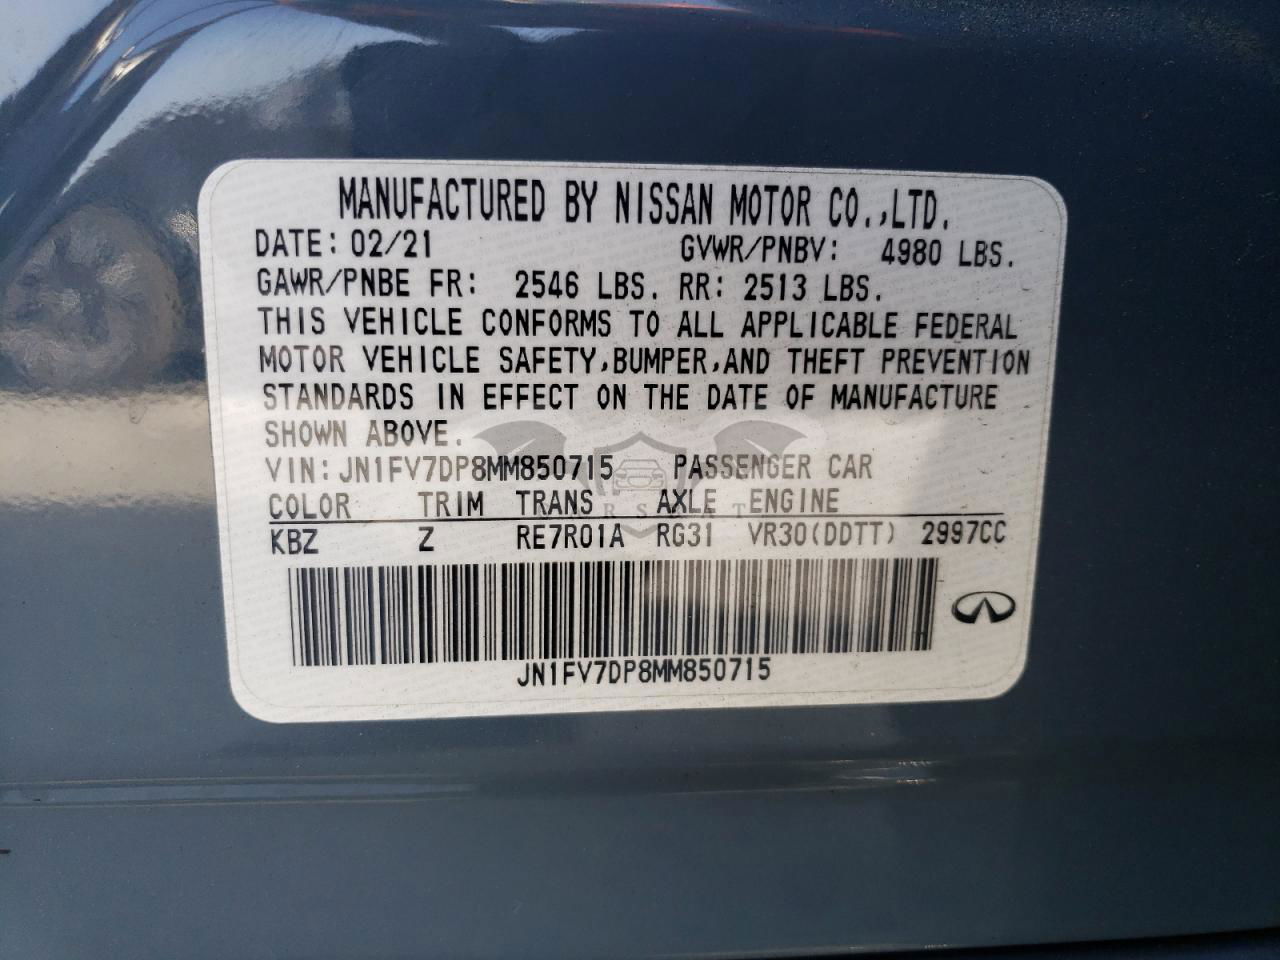 MANUFACTURED BY NISSAN MOTOR CO.,LTD.
DATE: 02/21 GVWR/PNBV: 4980 LBS.
GAWR/PNBE FR: 2546 LBS. RR: 2513 LBS.
THIS VEHICLE CONFORMS TO ALL APPLICABLE FEDERAL
MOTOR VEHICLE SAFETY,BUMPER,AND THEFT PREVENTION
STANDARDS IN EFFECT ON THE DATE OF MANUFACTURE
SHOWN ABOVE.
VIN:JN1FV7DP8MM850715 PASSENGER CAR
COLOR TRIM TRANS AXLE ENGINE
KBZ Z RE7R01A RG31 VR30(DDTT) 2997CC
JN1FV7DP8MM850715